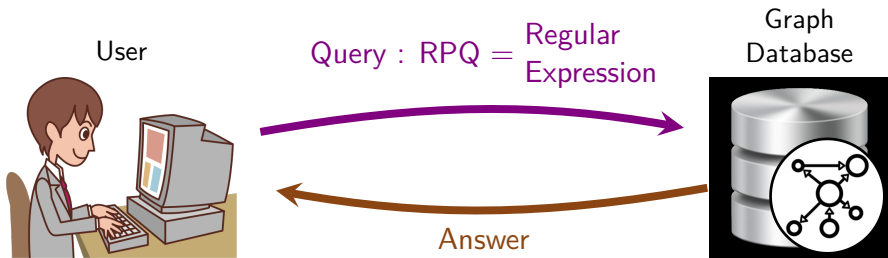 User
Query : RPQ = Regular
Expression
Graph
Database
Answer